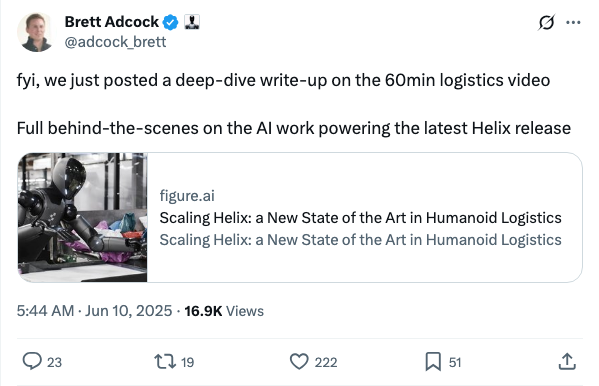 Brett Adcock
@adcock_brett
fyi, we just posted a deep-dive write-up on the 60min logistics video
Full behind-the-scenes on the AI work powering the latest Helix release
figure.ai
Scaling Helix: a New State of the Art in Humanoid Logistics
Scaling Helix: a New State of the Art in Humanoid Logistics
5:44 AM · Jun 10, 2025 · 16.9K Views
23 19 222 51